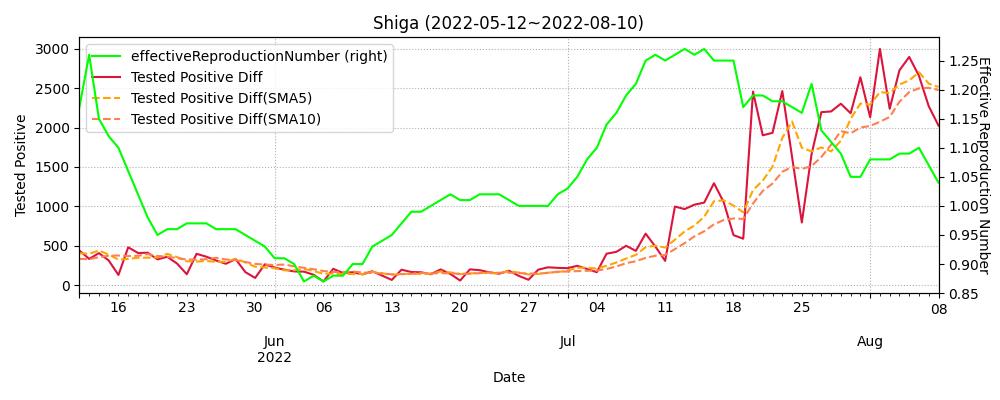 Shiga (2022-05-12~2022-08-10)
effectiveReproductionNumber (right)
Tested Positive Diff
Tested Positive Diff(SMA5)
Tested Positive Diff(SMA10)
Tested Positive
3000
2500
2000
1500
1000
500
0
Effective Reproduction Number
1.25
1.20
1.15
1.10
1.05
1.00
0.95
0.90
0.85
16 23 30 06 13 20 27 04 11 18 25 08
Jun Jul Aug
2022
Date